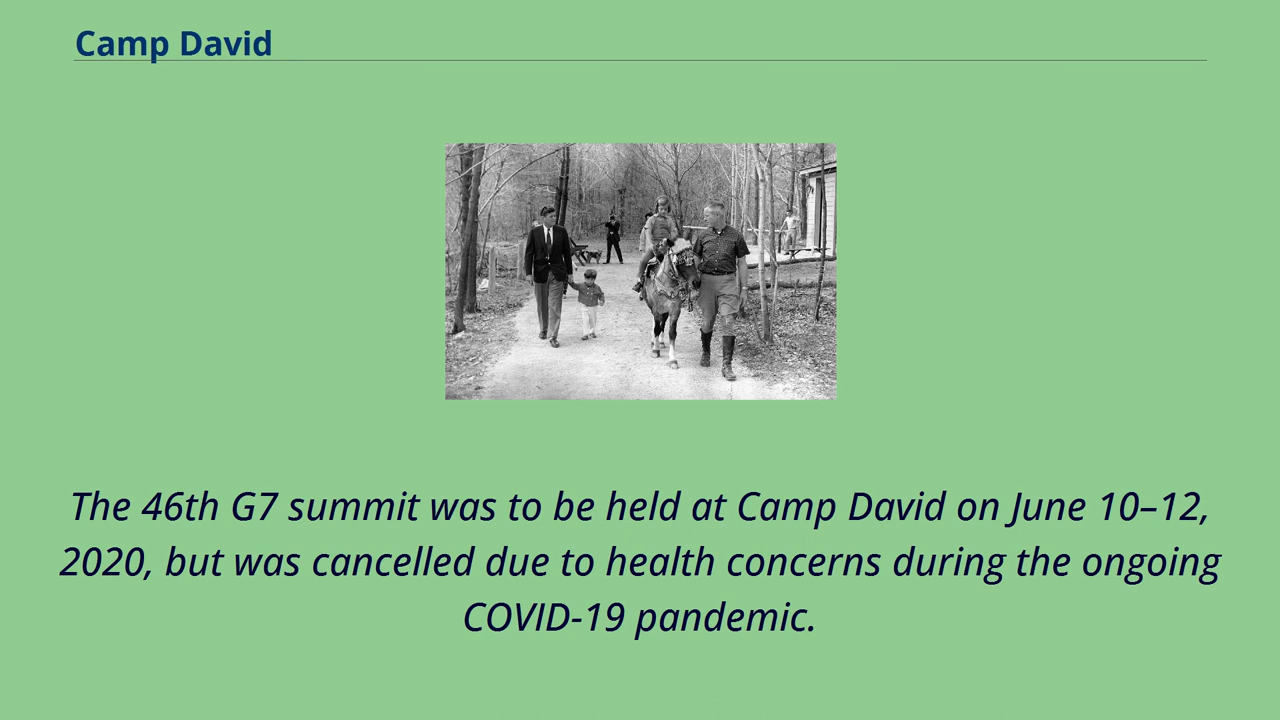 Camp David
The 46th G7 summit was to be held at Camp David on June 10–12,
2020, but was cancelled due to health concerns during the ongoing
COVID-19 pandemic.